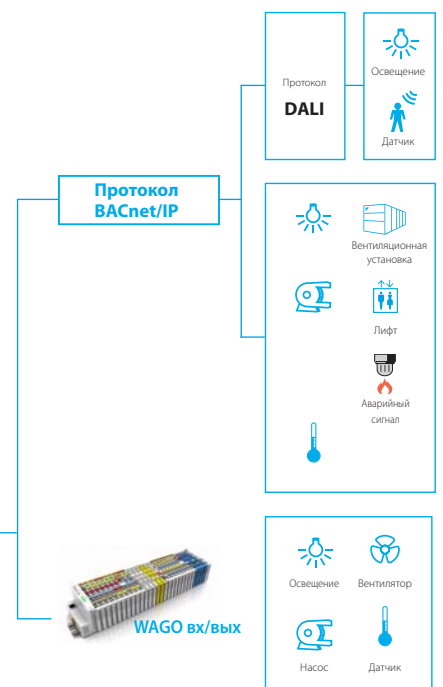 Протокол
DALI
Освещение
Датчик
Протокол
BACnet/IP
Вентиляционная
установка
Лифт
Аварийный
сигнал
WAGO вх/вых
Освещение
Вентилятор
Насос
Датчик